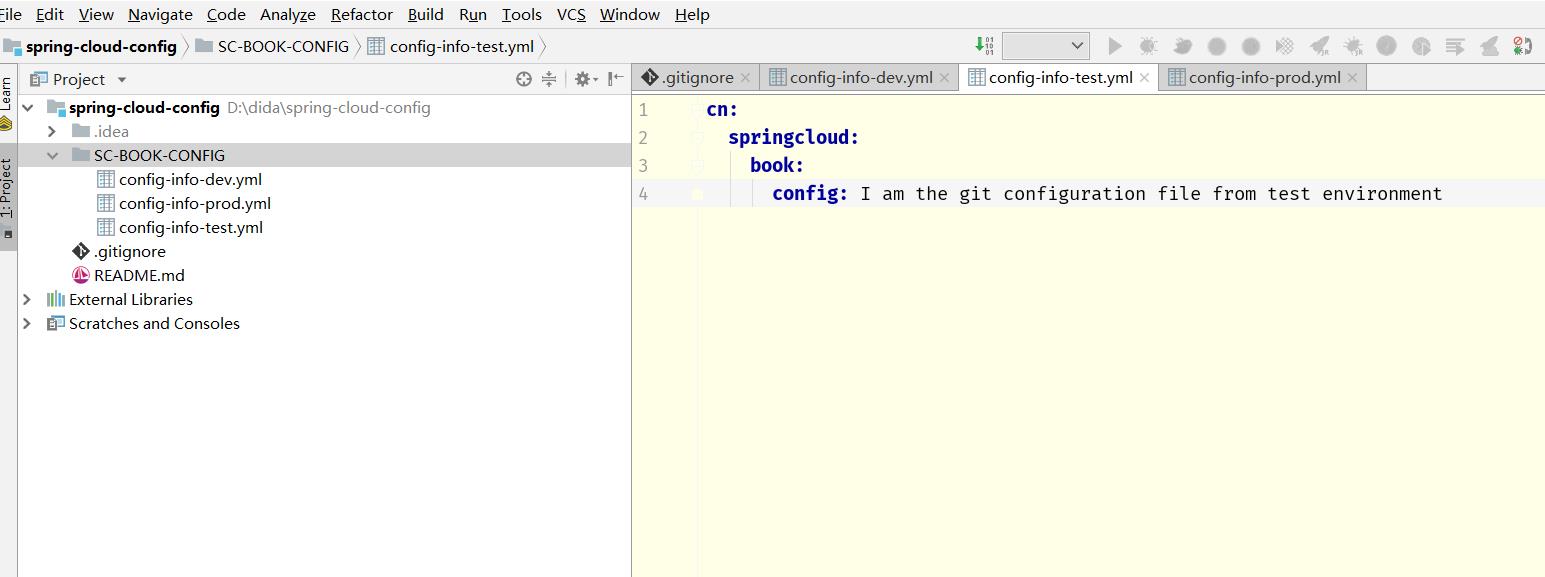 File Edit View Navigate Code Analyze Refactor Build Run Tools VCS Window Help
spring-cloud-config SC-BOOK-CONFIG config-info-test.yml
Learn
1: Project
Project
spring-cloud-config D:\dida\spring-cloud-config
.idea
SC-BOOK-CONFIG
config-info-dev.yml
config-info-prod.yml
config-info-test.yml
.gitignore
README.md
External Libraries
Scratches and Consoles
.gitignore config-info-dev.yml config-info-test.yml config-info-prod.yml
1 cn:
2 springcloud:
3 book:
4 config: I am the git configuration file from test environment